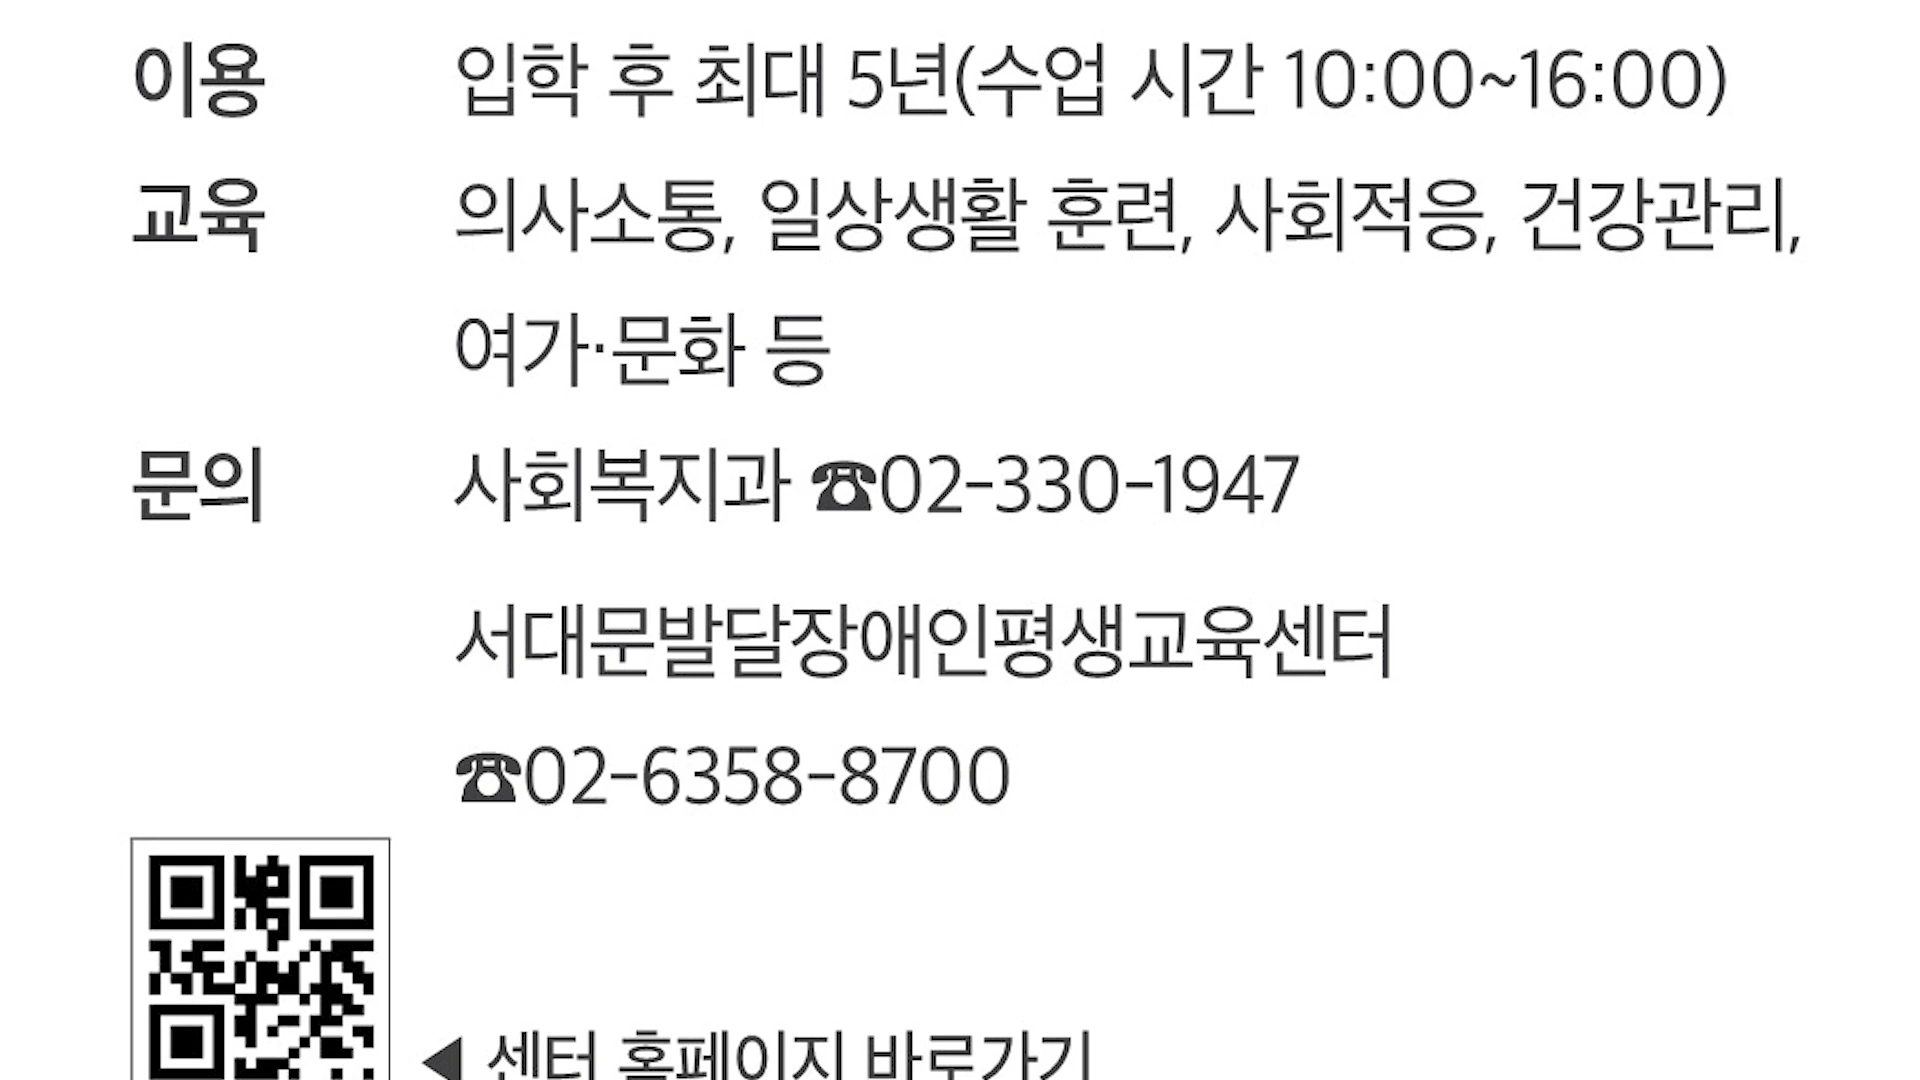 이용 입학 후 최대 5년(수업 시간 10:00~16:00)
교육 의사소통, 일상생활 훈련, 사회적응, 건강관리,
여가·문화 등
문의 사회복지과 ☎02-330-1947
서대문발달장애인평생교육센터
☎02-6358-8700
◀ 센터 홈페이지 바로가기